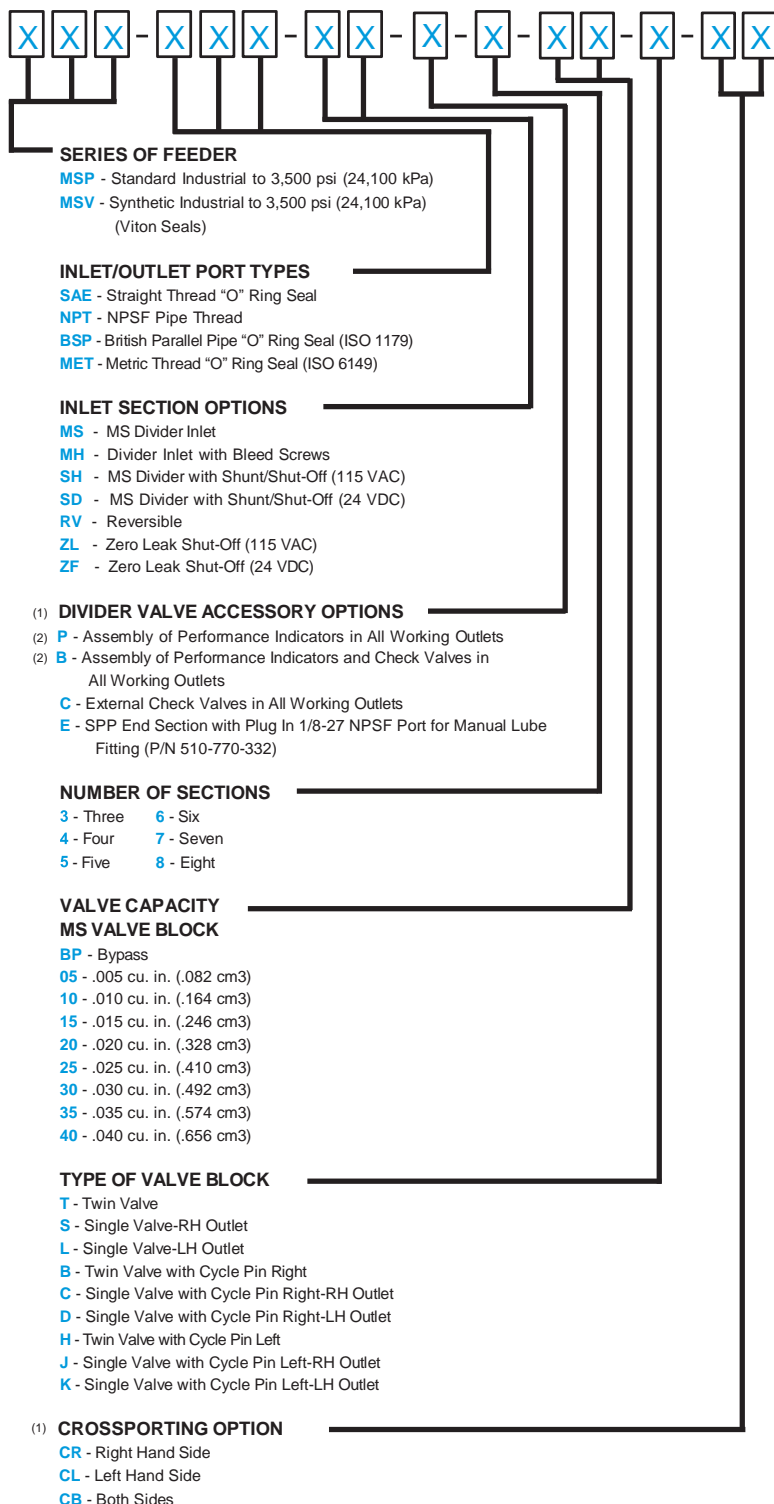 X X X - X X X - X X - X - X - X X - X - X X
SERIES OF FEEDER
MSP - Standard Industrial to 3,500 psi (24,100 kPa)
MSV - Synthetic Industrial to 3,500 psi (24,100 kPa)
(Viton Seals)
INLET/OUTLET PORT TYPES
SAE - Straight Thread “O” Ring Seal
NPT - NPSF Pipe Thread
BSP - British Parallel Pipe “O” Ring Seal (ISO 1179)
MET - Metric Thread “O” Ring Seal (ISO 6149)
INLET SECTION OPTIONS
MS - MS Divider Inlet
MH - Divider Inlet with Bleed Screws
SH - MS Divider with Shunt/Shut-Off (115 VAC)
SD - MS Divider with Shunt/Shut-Off (24 VDC)
RV - Reversible
ZL - Zero Leak Shut-Off (115 VAC)
ZF - Zero Leak Shut-Off (24 VDC)
(1) DIVIDER VALVE ACCESSORY OPTIONS
(2) P - Assembly of Performance Indicators in All Working Outlets
(2) B - Assembly of Performance Indicators and Check Valves in
All Working Outlets
C - External Check Valves in All Working Outlets
E - SPP End Section with Plug In 1/8-27 NPSF Port for Manual Lube
Fitting (P/N 510-770-332)
NUMBER OF SECTIONS
3 - Three 6 - Six
4 - Four 7 - Seven
5 - Five 8 - Eight
VALVE CAPACITY
MS VALVE BLOCK
BP - Bypass
05 - .005 cu. in. (.082 cm3)
10 - .010 cu. in. (.164 cm3)
15 - .015 cu. in. (.246 cm3)
20 - .020 cu. in. (.328 cm3)
25 - .025 cu. in. (.410 cm3)
30 - .030 cu. in. (.492 cm3)
35 - .035 cu. in. (.574 cm3)
40 - .040 cu. in. (.656 cm3)
TYPE OF VALVE BLOCK
T - Twin Valve
S - Single Valve-RH Outlet
L - Single Valve-LH Outlet
B - Twin Valve with Cycle Pin Right
C - Single Valve with Cycle Pin Right-RH Outlet
D - Single Valve with Cycle Pin Right-LH Outlet
H - Twin Valve with Cycle Pin Left
J - Single Valve with Cycle Pin Left-RH Outlet
K - Single Valve with Cycle Pin Left-LH Outlet
(1) CROSSPORTING OPTION
CR - Right Hand Side
CL - Left Hand Side
CB - Both Sides